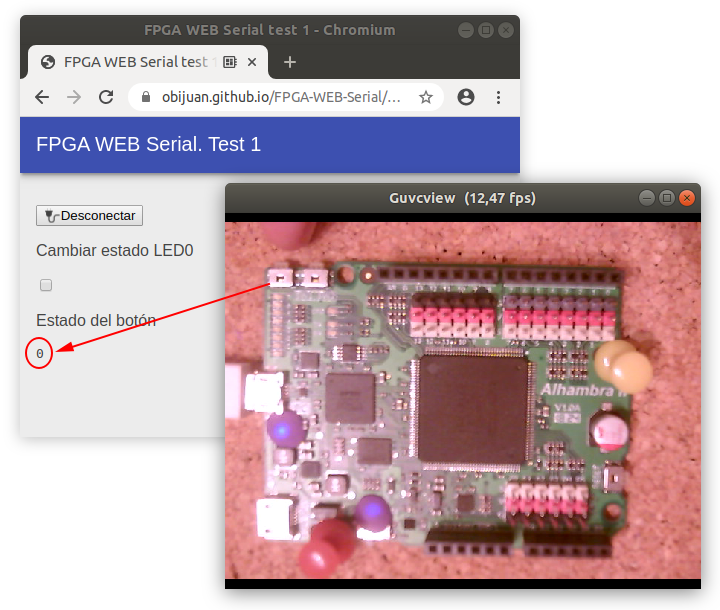 FPGA WEB Serial test 1 - Chromium
FPGA WEB Serial test 1
obijuan.github.io/FPGA-WEB-Serial/…
FPGA WEB Serial. Test 1
Desconectar
Cambiar estado LED0
Estado del botón
0
Guvcview (12,47 fps)
Alhambra II